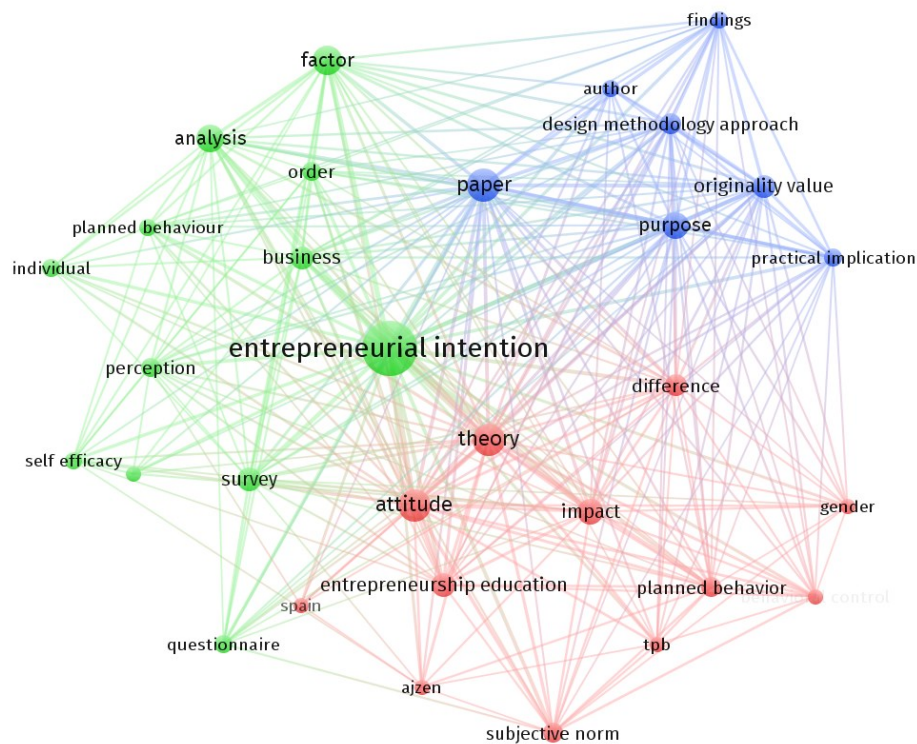 findings
factor
author
design methodology approach
analysis
order
paper
originality value
purpose
planned behaviour
business
practical implication
individual
entrepreneurial intention
perception
difference
theory
self efficacy
survey
attitude
impact
gender
entrepreneurship education
planned behavior
control
spain
questionnaire
tpb
ajzen
subjective norm